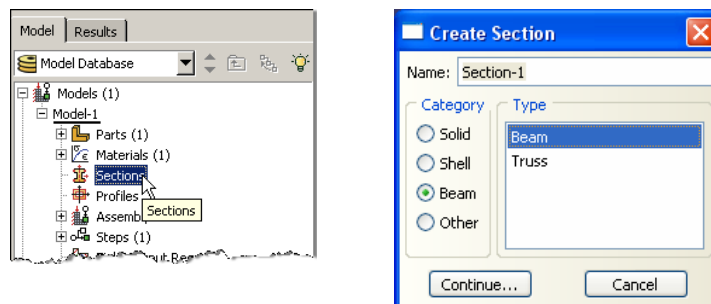 Model Results
Model Database
Models (1)
Model-1
Parts (1)
Materials (1)
Sections
Profiles
Sections
Assemb
Steps (1)
Create Section
Name: Section-1
Category Type
Solid Beam
Shell Truss
Beam
Other
Continue... Cancel